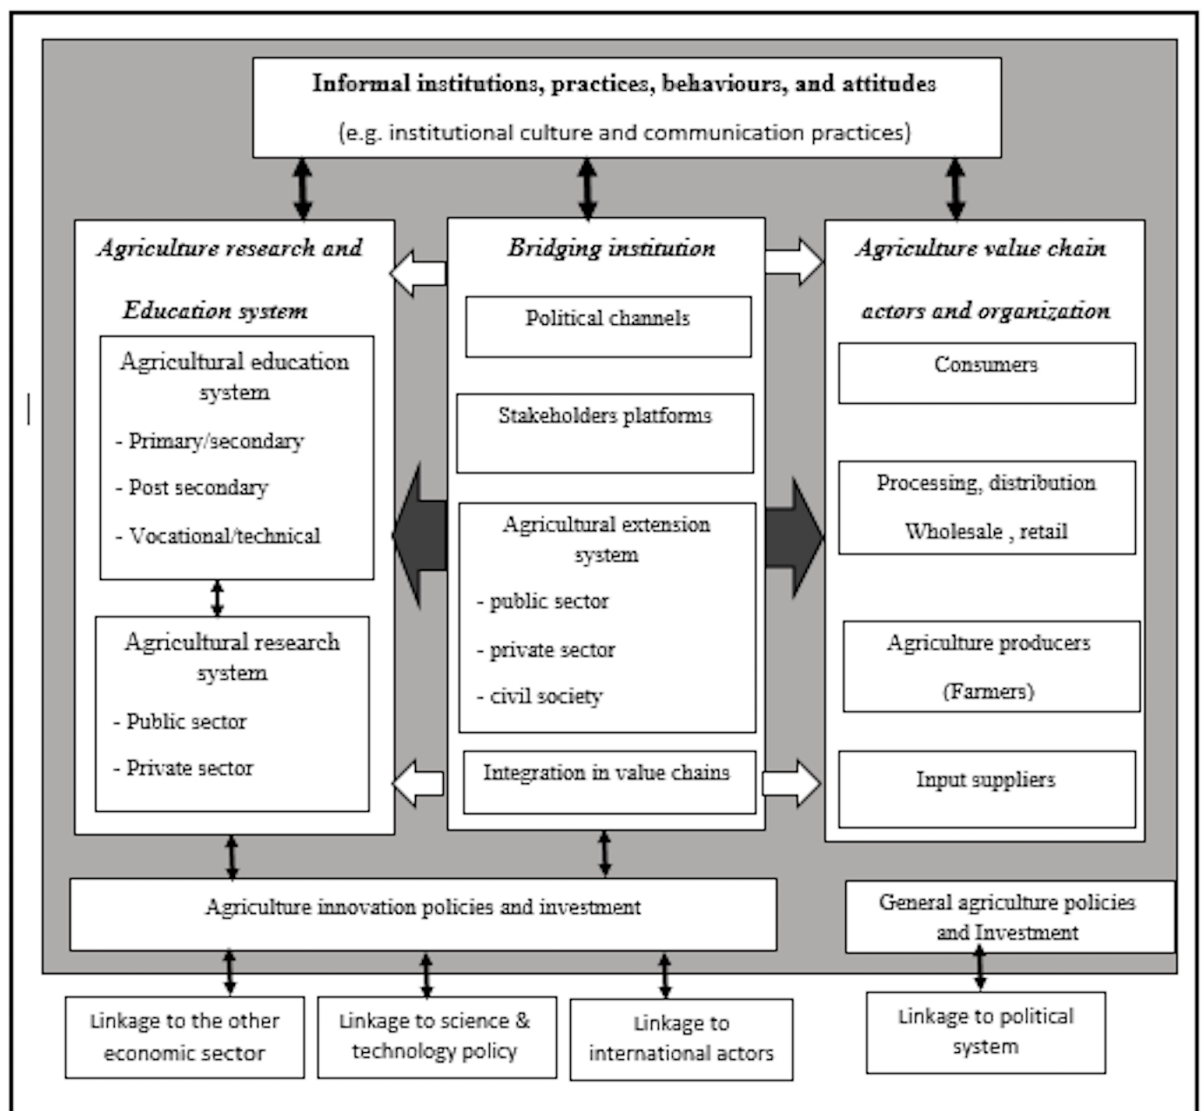 Informal institutions, practices, behaviours, and attitudes
(e.g. institutional culture and communication practices)
Agriculture research and
Education system
Agricultural education
system
- Primary/secondary
- Post secondary
- Vocational/technical
Agricultural research
system
- Public sector
- Private sector
Bridging institution
Political channels
Stakeholders platforms
Agricultural extension
system
- public sector
- private sector
- civil society
Integration in value chains
Agriculture value chain
actors and organization
Consumers
Processing, distribution
Wholesale , retail
Agriculture producers
(Farmers)
Input suppliers
Agriculture innovation policies and investment
General agriculture policies
and Investment
Linkage to the other
economic sector
Linkage to science &
technology policy
Linkage to
international actors
Linkage to political
system